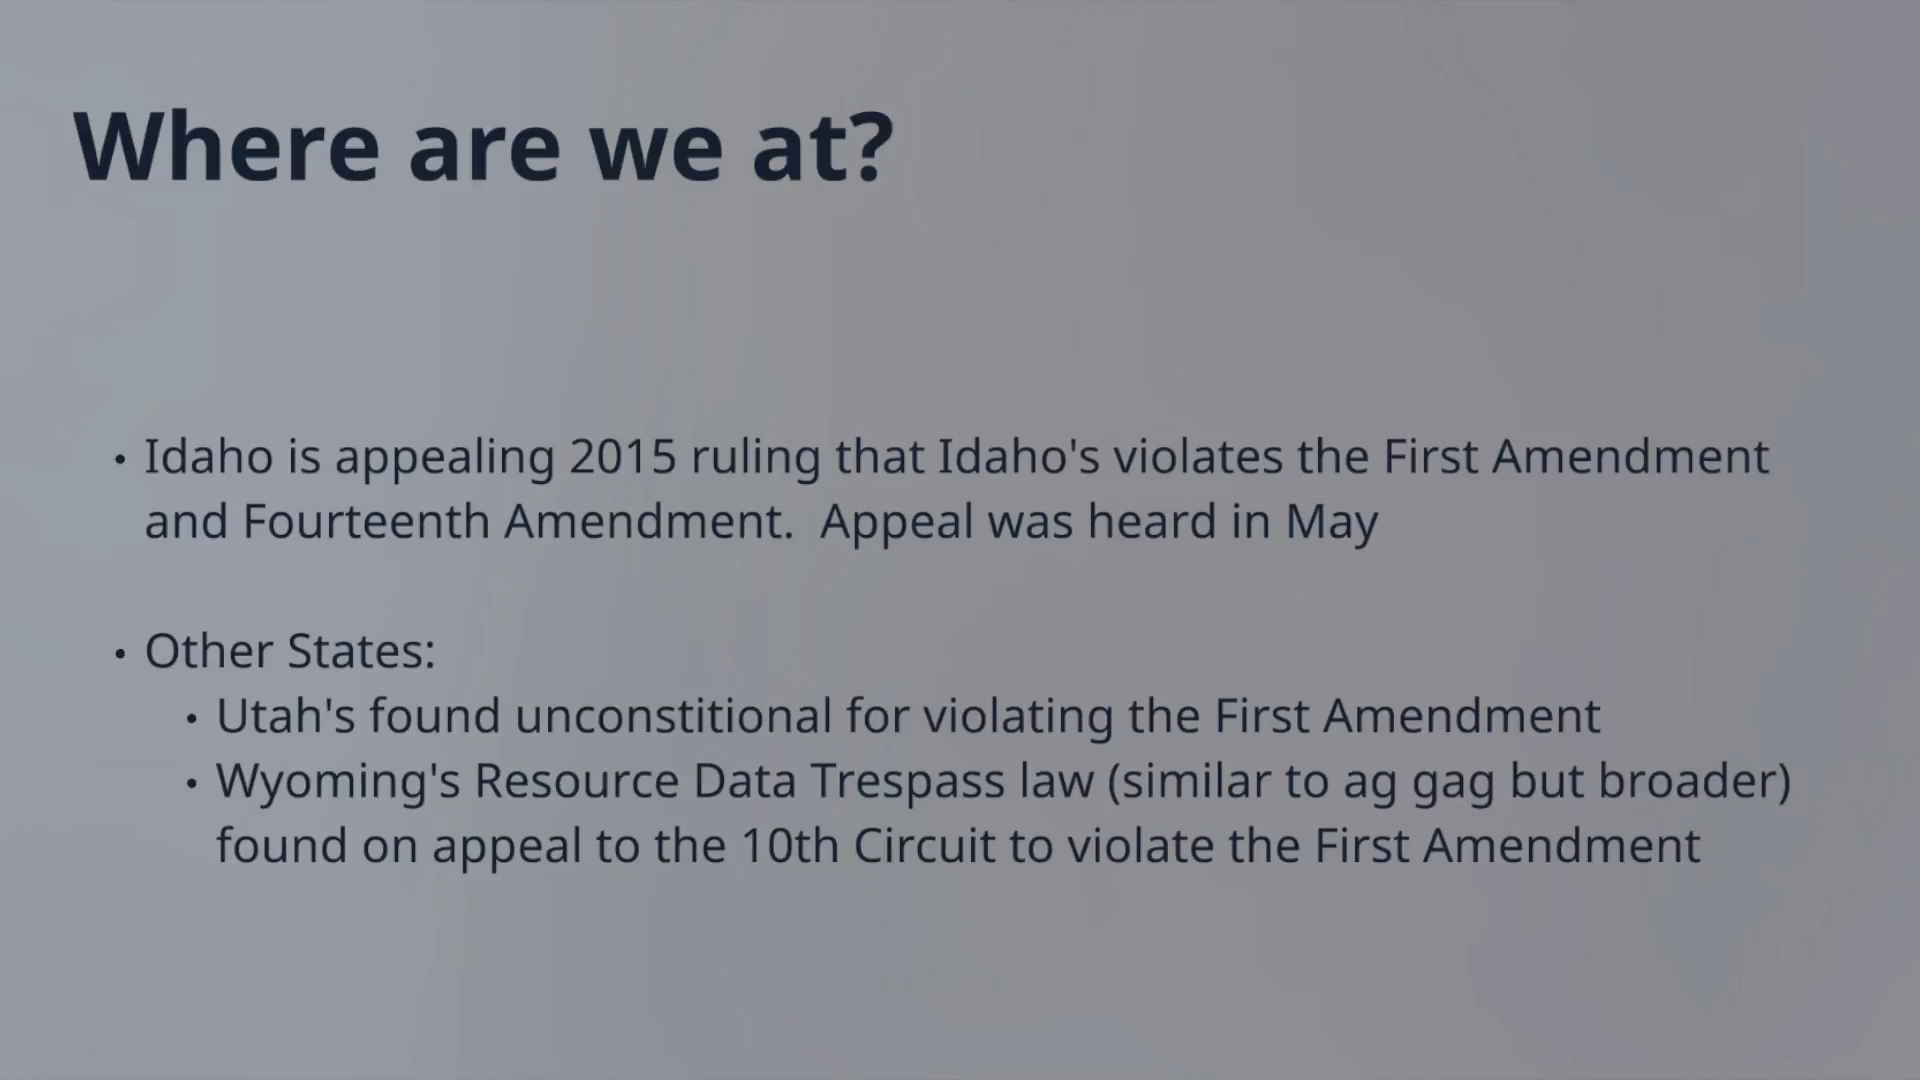 Where are we at?
• Idaho is appealing 2015 ruling that Idaho's violates the First Amendment
and Fourteenth Amendment.  Appeal was heard in May
• Other States:
• Utah's found unconstitional for violating the First Amendment
• Wyoming's Resource Data Trespass law (similar to ag gag but broader)
found on appeal to the 10th Circuit to violate the First Amendment